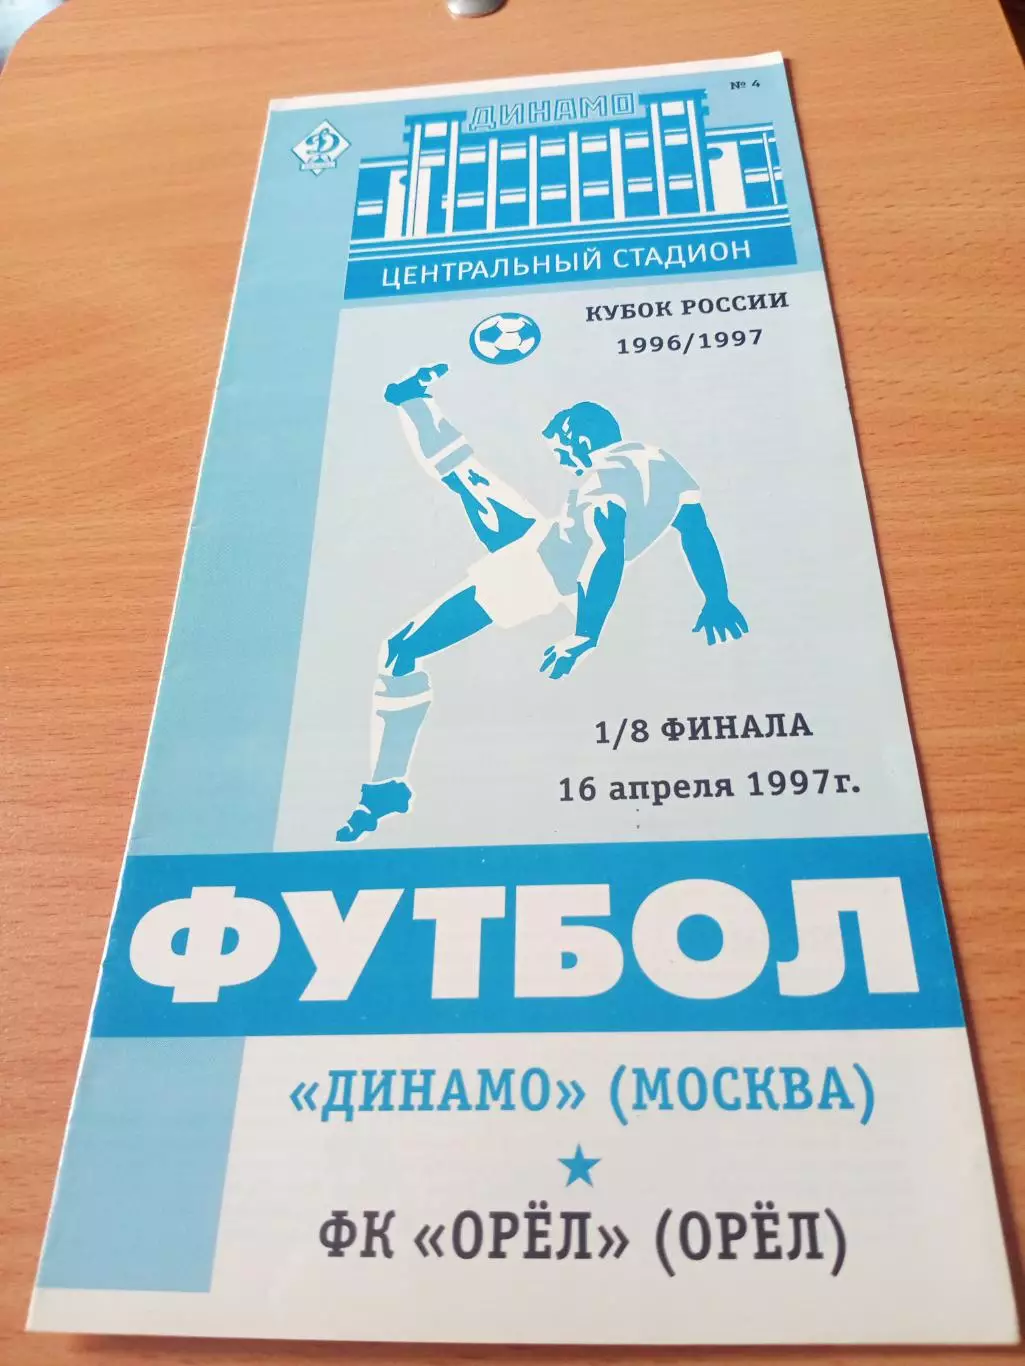 № 4
ДИНАМО
ЦЕНТРАЛЬНЫЙ СТАДИОН
КУБОК РОССИИ
1996/1997
1/8 ФИНАЛА
16 апреля 1997г.
ФУТБОЛ
«ДИНАМО» (МОСКВА)
ФК «ОРЁЛ» (ОРЁЛ)